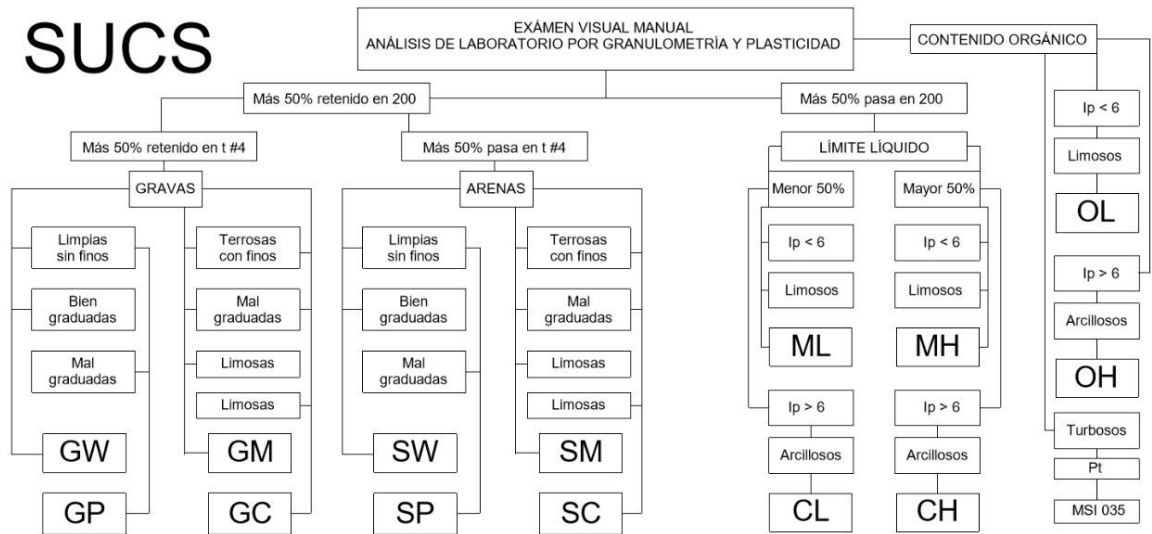 SUCS
EXÁMEN VISUAL MANUAL
ANÁLISIS DE LABORATORIO POR GRANULOMETRÍA Y PLASTICIDAD
CONTENIDO ORGÁNICO
Más 50% retenido en 200
Más 50% pasa en 200
Más 50% retenido en t #4
Más 50% pasa en t #4
LÍMITE LÍQUIDO
GRAVAS
Limpias
sin finos
Bien
graduadas
Mal
graduadas
GW
GP
Terrosas
con finos
Mal
graduadas
Limosas
Limosas
GM
GC
ARENAS
Limpias
sin finos
Bien
graduadas
Mal
graduadas
SW
SP
Terrosas
con finos
Mal
graduadas
Limosas
Limosas
SM
SC
Menor 50%
Ip < 6
Limosos
ML
Ip > 6
Arcillosos
CL
Mayor 50%
Ip < 6
Limosos
MH
Ip > 6
Arcillosos
CH
Ip < 6
Limosos
OL
Ip > 6
Arcillosos
OH
Turbosos
Pt
MSI 035